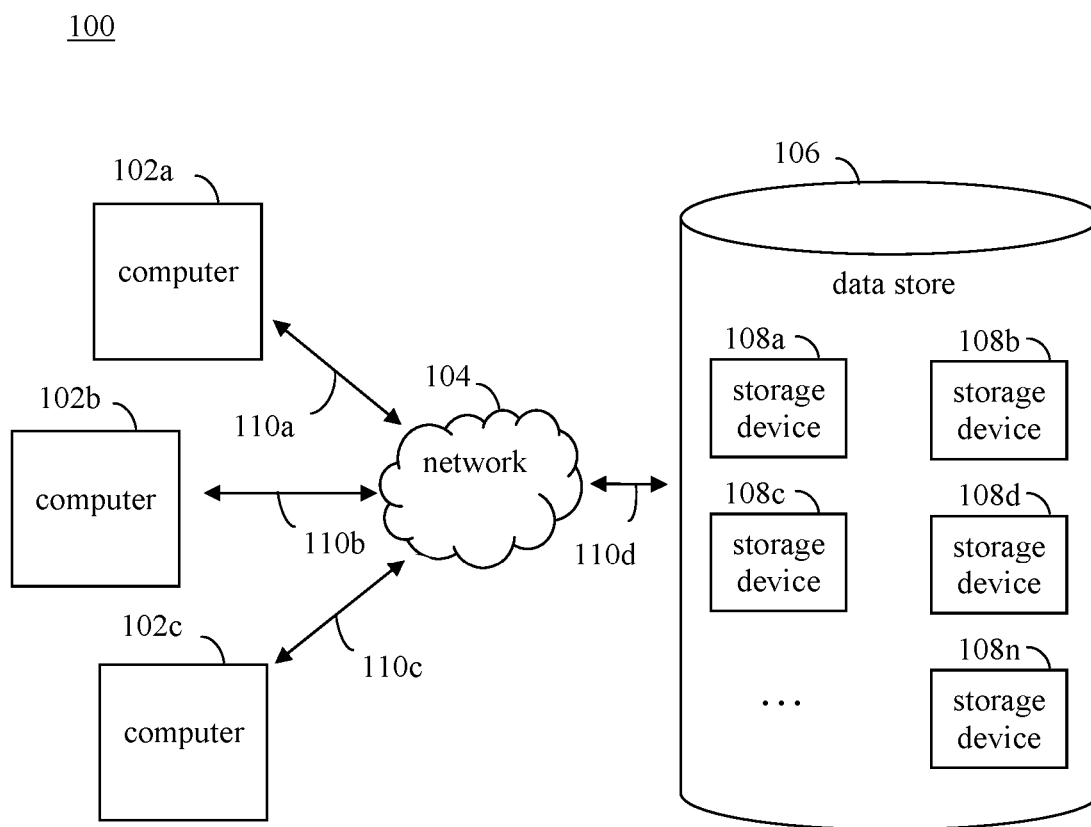 100
102a
computer
102b
computer
102c
computer
110a
110b
110c
104
network
110d
106
data store
108a
storage
device
108b
storage
device
108c
storage
device
108d
storage
device
...
108n
storage
device